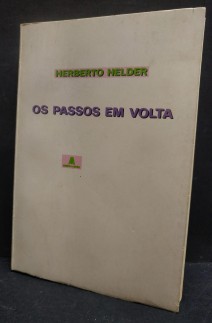 HERBERTO HELDER
OS PASSOS EM VOLTA